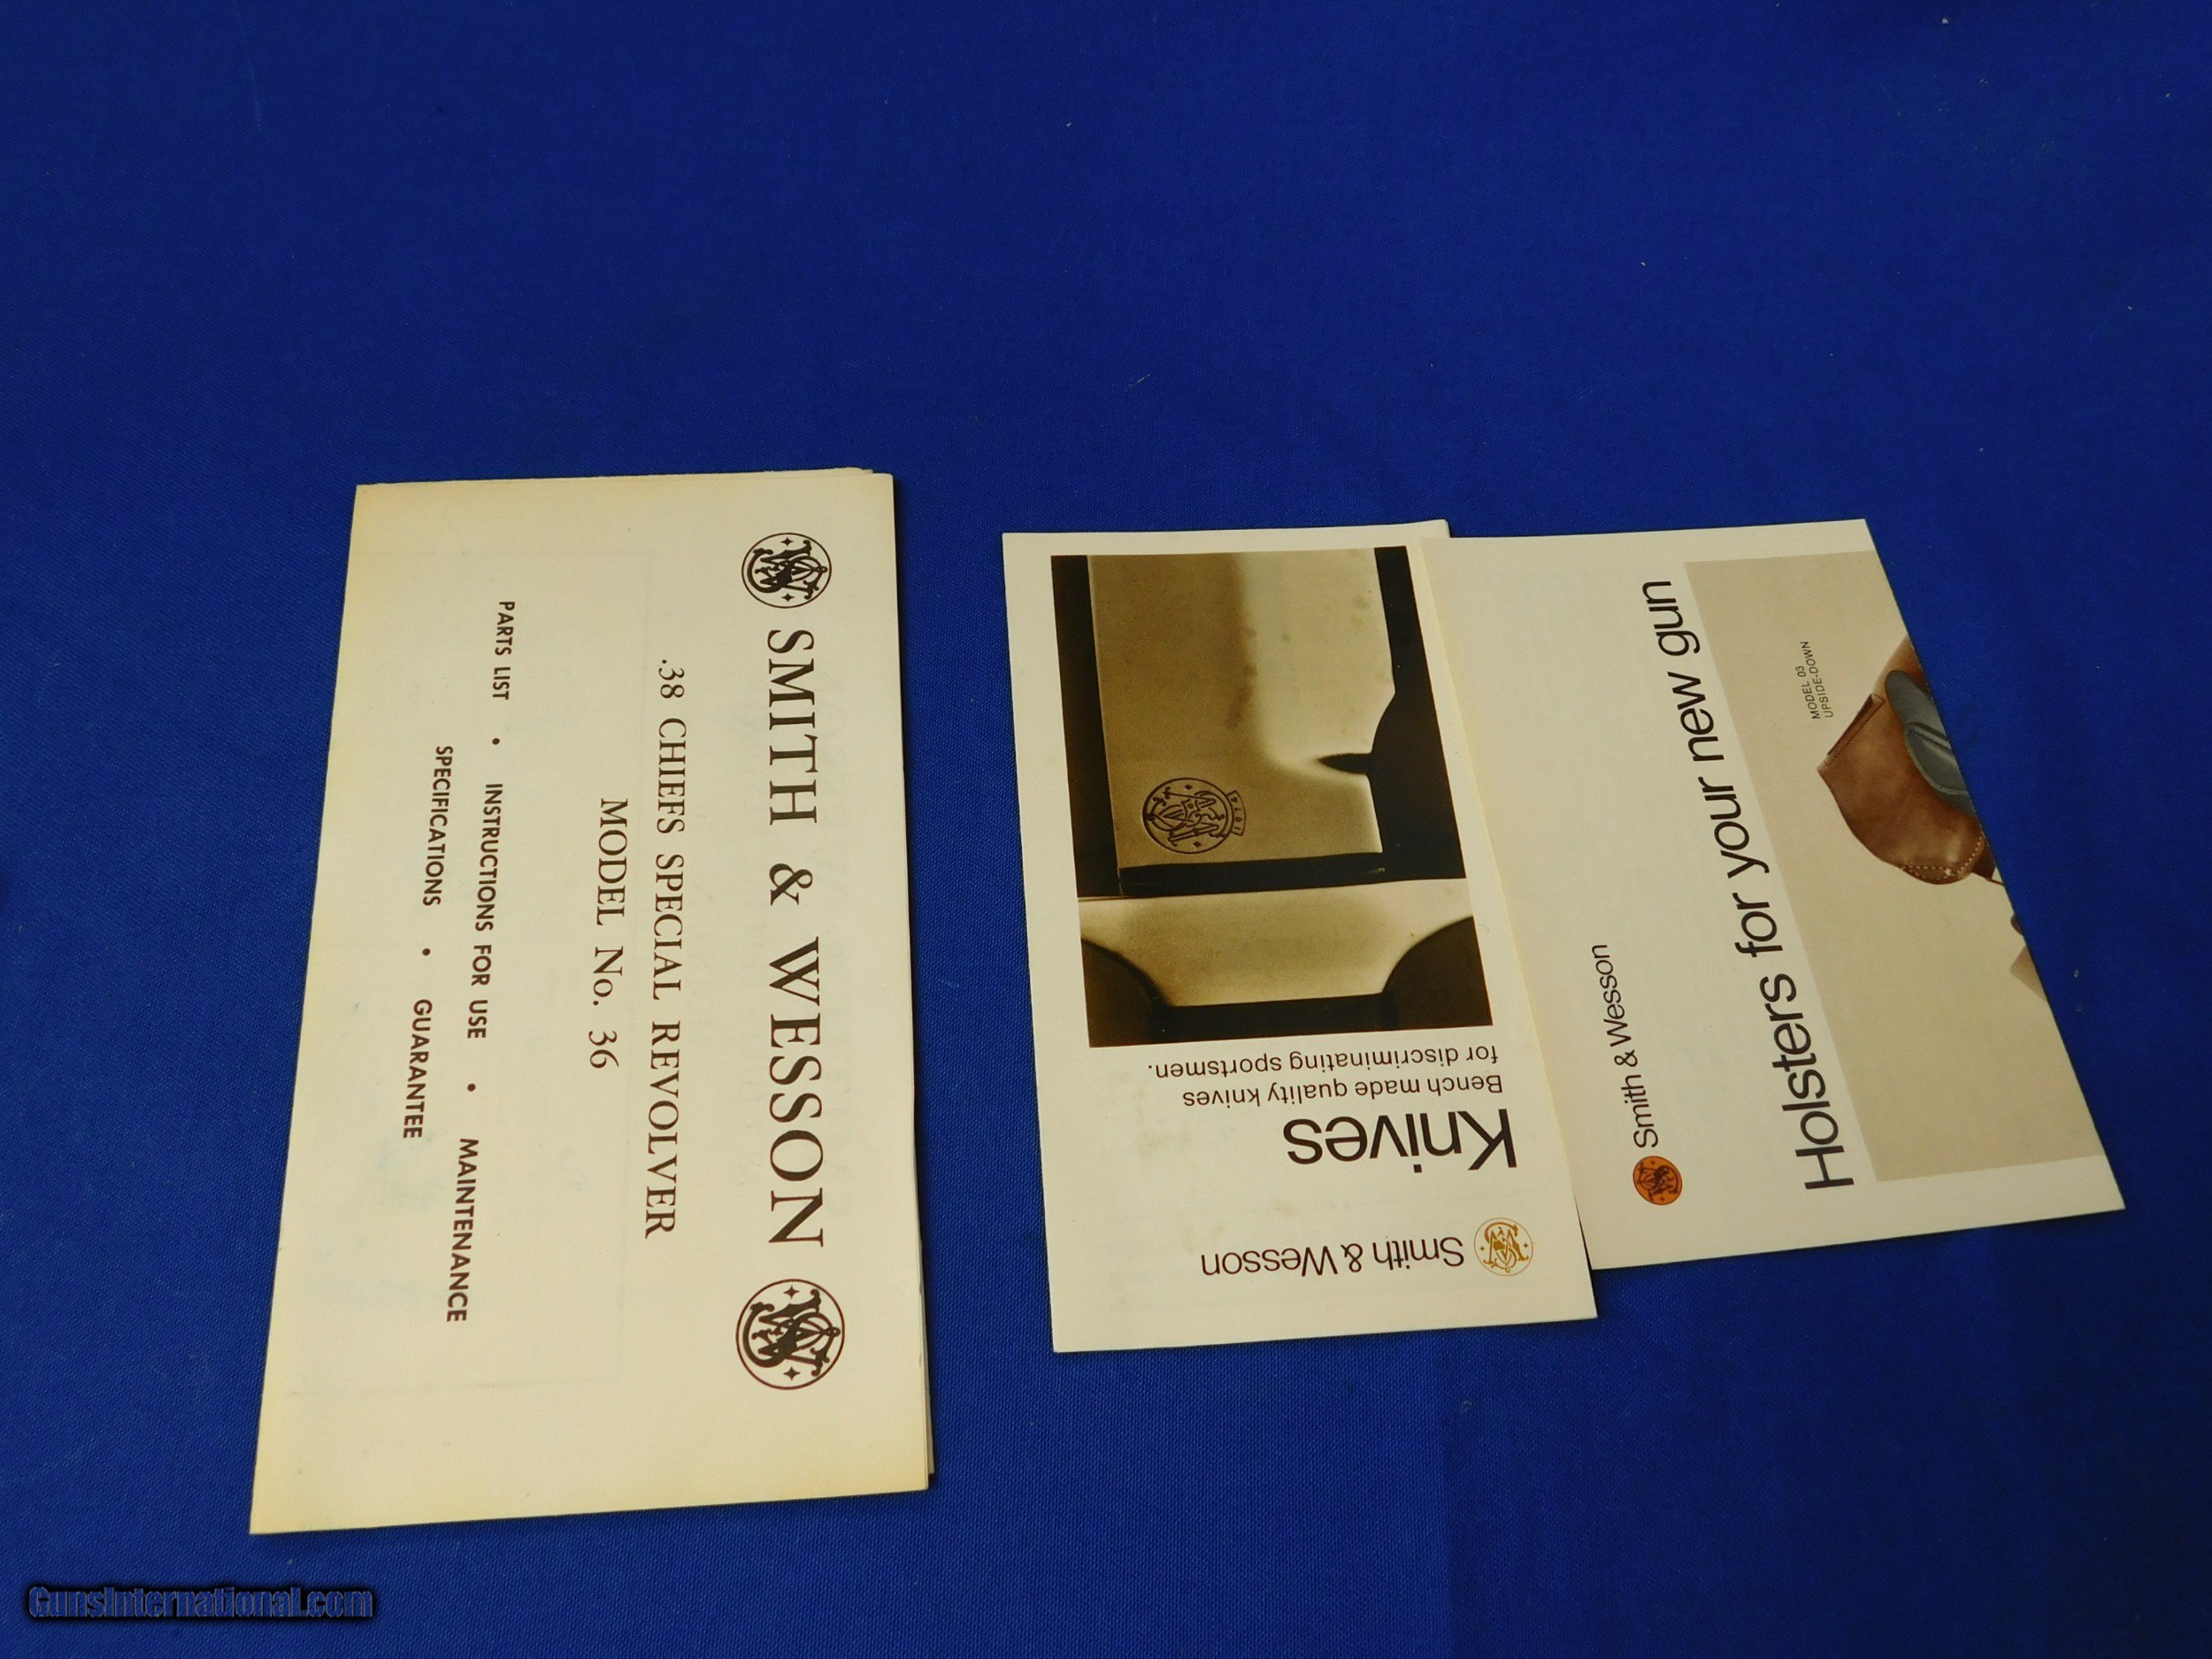 SMITH & WESSON
.38 CHIEFS SPECIAL REVOLVER
MODEL No. 36
PARTS LIST • INSTRUCTIONS FOR USE • MAINTENANCE
SPECIFICATIONS • GUARANTEE
Smith & Wesson
Knives
Bench made quality knives
for discriminating sportsmen.
Smith & Wesson
Holsters for your new gun
MODEL 03
UPSIDE-DOWN
GunsInternational.com